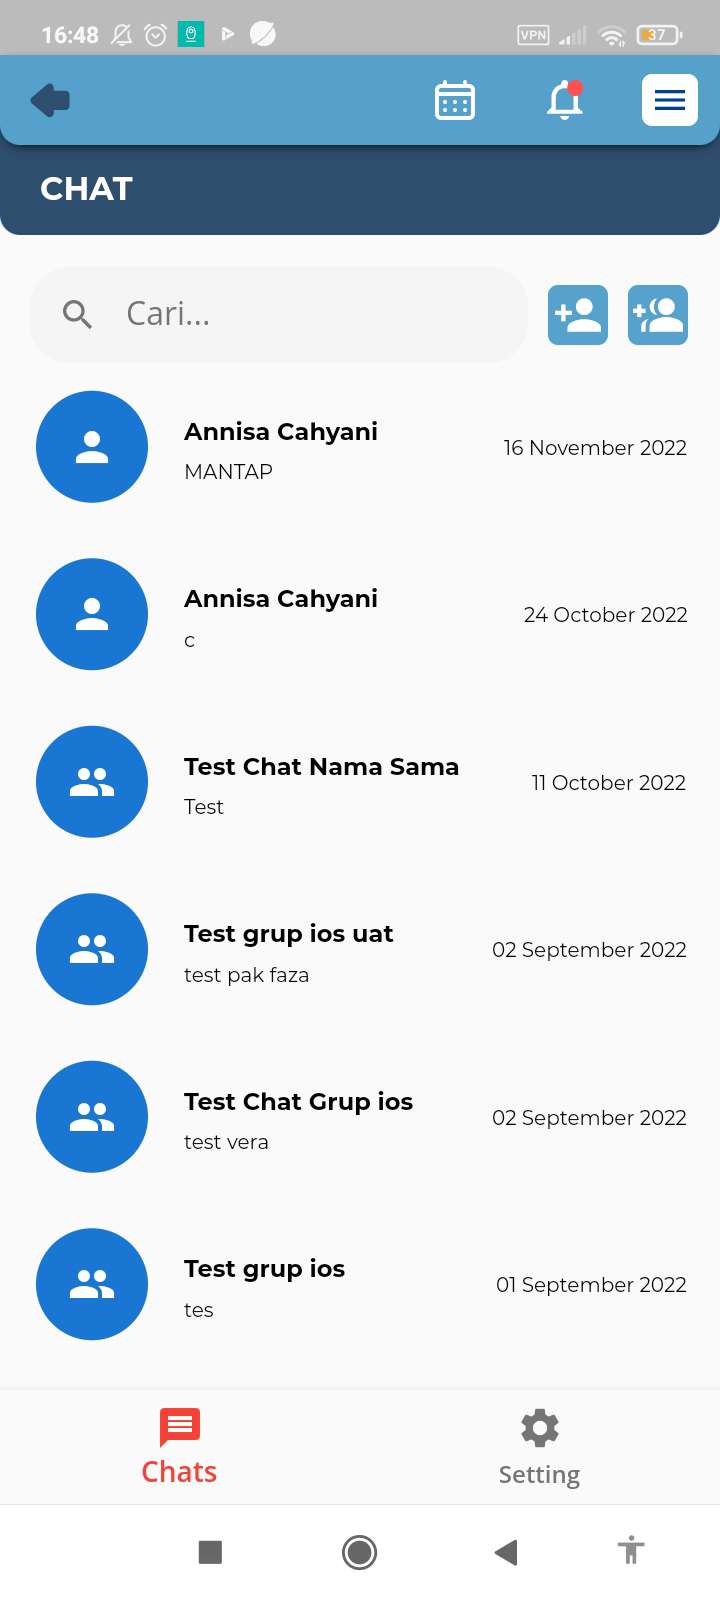 16:48
VPN
37
CHAT
Cari...
Annisa Cahyani
16 November 2022
MANTAP
Annisa Cahyani
24 October 2022
c
Test Chat Nama Sama
11 October 2022
Test
Test grup ios uat
02 September 2022
test pak faza
Test Chat Grup ios
02 September 2022
test vera
Test grup ios
01 September 2022
tes
Chats
Setting